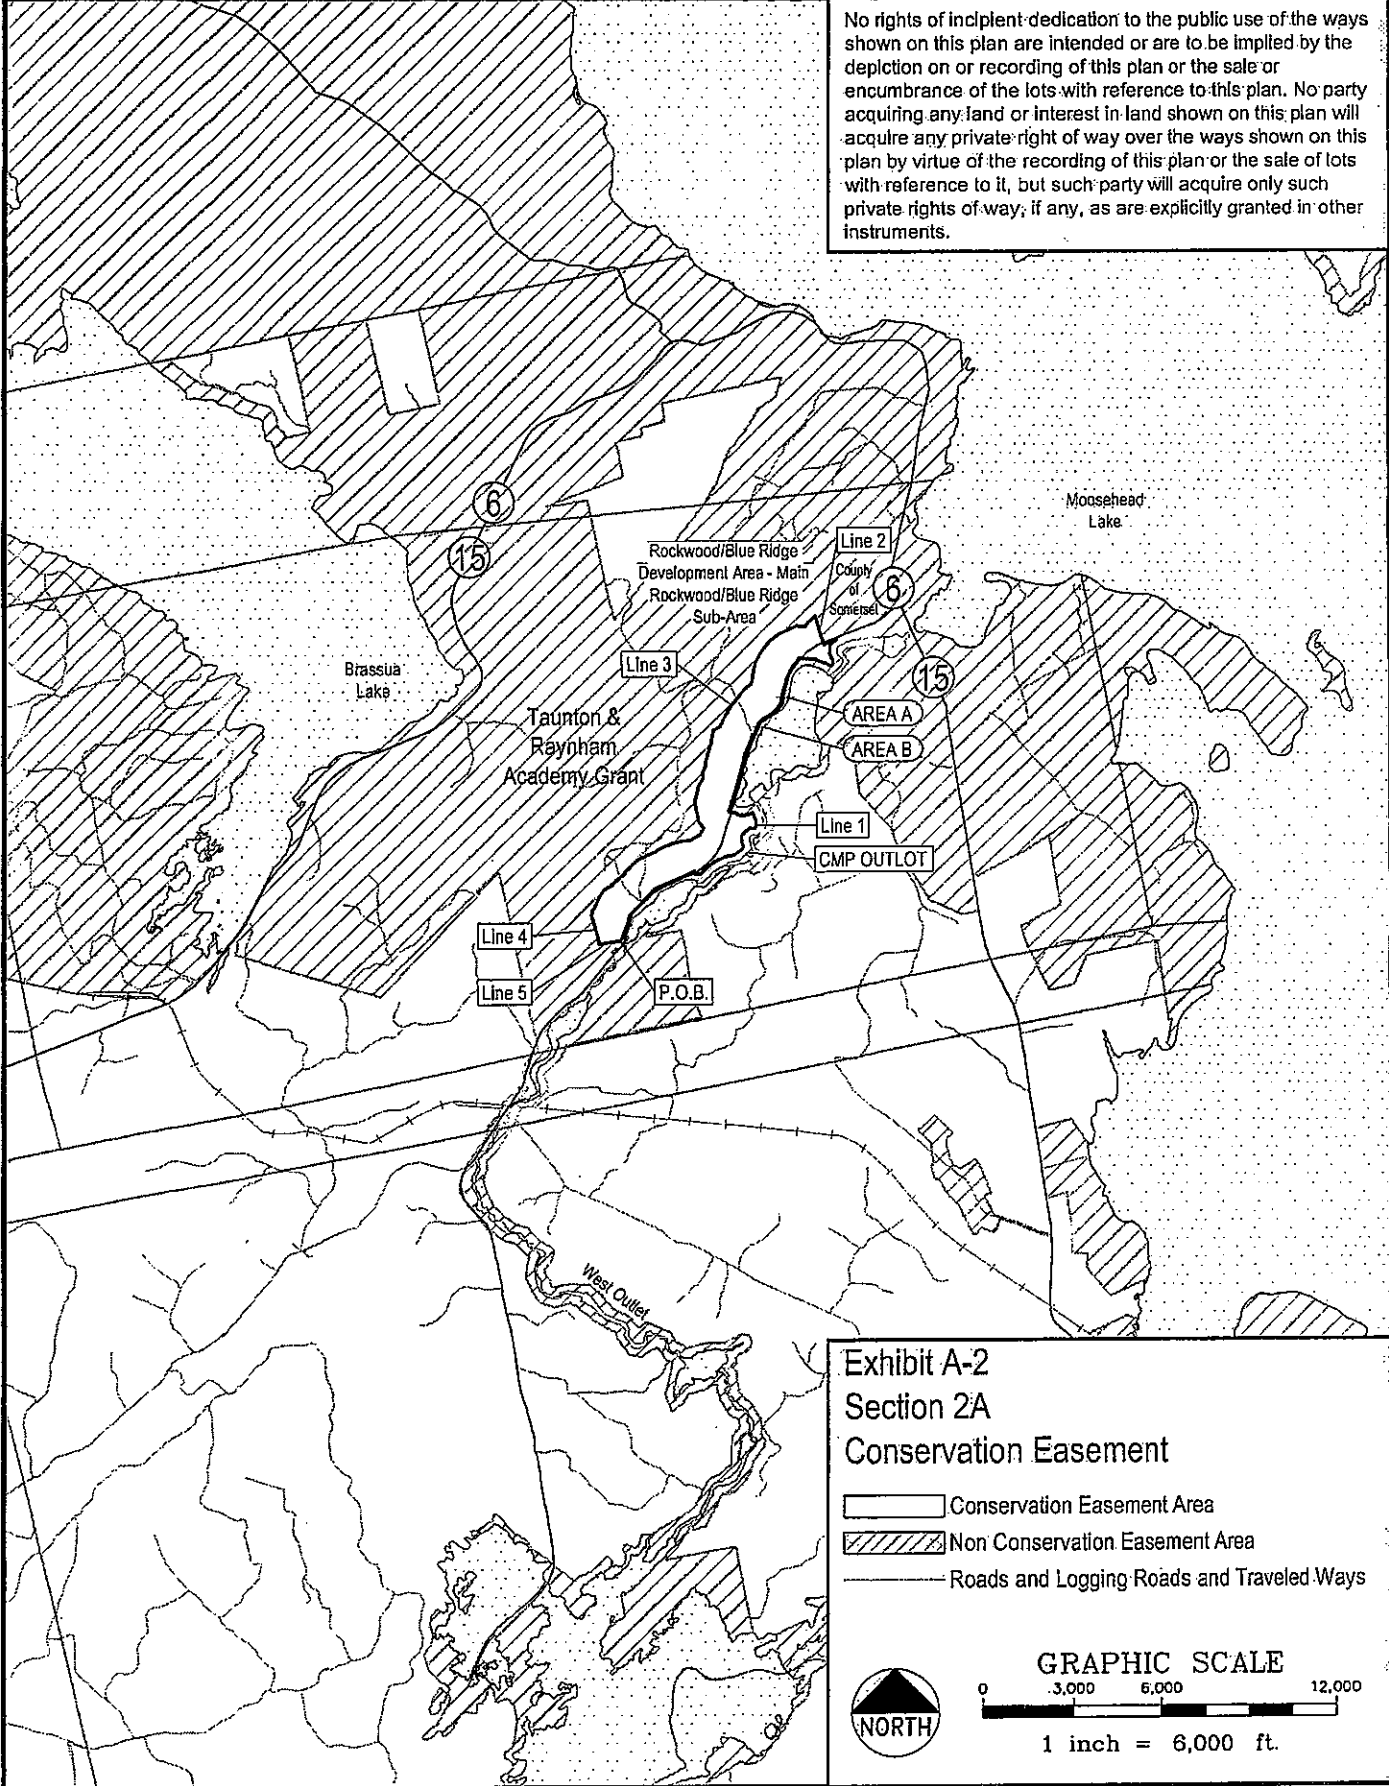 No rights of incipient dedication to the public use of the ways
shown on this plan are intended or are to be implied by the
depiction on or recording of this plan or the sale or
encumbrance of the lots with reference to this plan. No party
acquiring any land or interest in land shown on this plan will
acquire any private right of way over the ways shown on this
plan by virtue of the recording of this plan or the sale of lots
with reference to it, but such party will acquire only such
private rights of way, if any, as are explicitly granted in other
instruments.
6
15
Moosehead
Lake
Rockwood/Blue Ridge
Development Area - Main
Rockwood/Blue Ridge
Sub-Area
Line 2
County
of
Somerset
6
Line 3
15
Brassua
Lake
Taunton &
Raynham
Academy Grant
AREA A
AREA B
Line 1
CMP OUTLOT
Line 4
Line 5
P.O.B.
West Outlet
Exhibit A-2
Section 2A
Conservation Easement
Conservation Easement Area
Non Conservation Easement Area
Roads and Logging Roads and Traveled Ways
NORTH
GRAPHIC SCALE
0 3,000 6,000 12,000
1 inch = 6,000 ft.